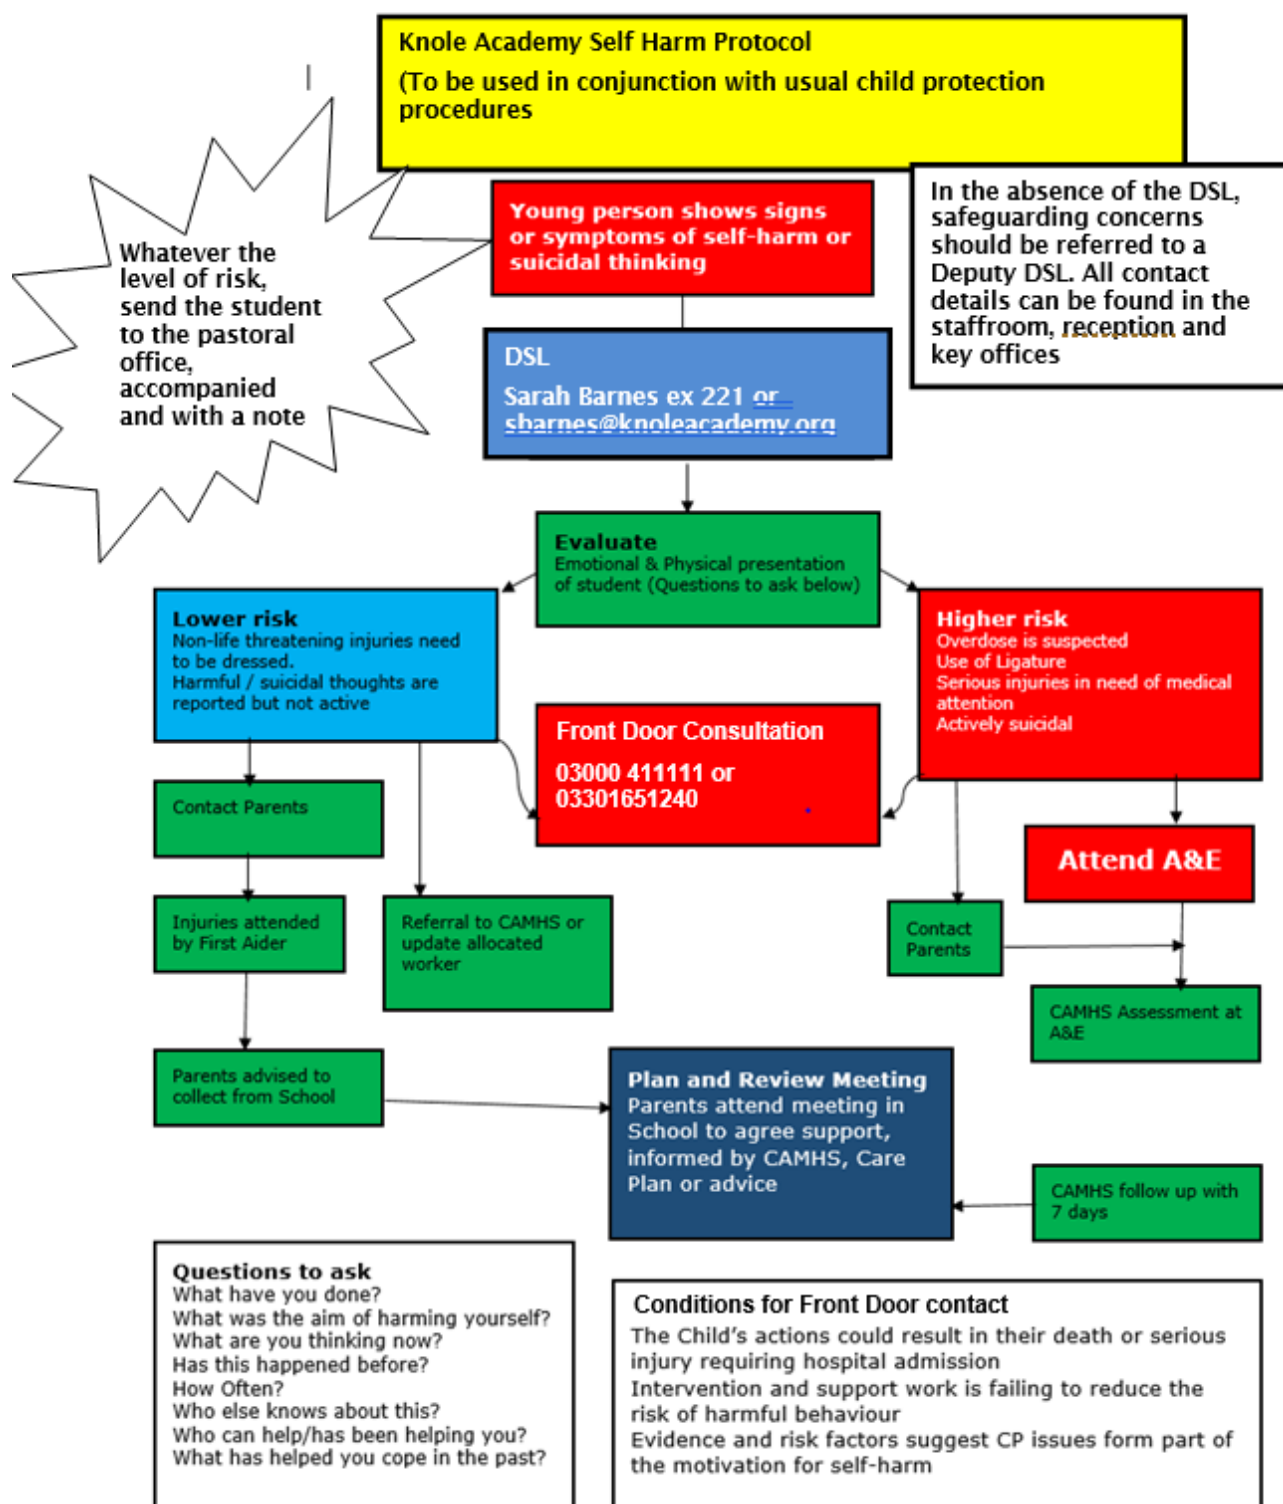 Knole Academy Self Harm Protocol
(To be used in conjunction with usual child protection
procedures
Whatever the
level of risk,
send the student
to the pastoral
office,
accompanied
and with a note
Young person shows signs
or symptoms of self-harm or
suicidal thinking
In the absence of the DSL,
safeguarding concerns
should be referred to a
Deputy DSL. All contact
details can be found in the
staffroom, reception and
key offices
DSL
Sarah Barnes ex 221 or
sbarnes@knoleacademy.org
Evaluate
Emotional & Physical presentation
of student (Questions to ask below)
Lower risk
Non-life threatening injuries need
to be dressed.
Harmful / suicidal thoughts are
reported but not active
Higher risk
Overdose is suspected
Use of Ligature
Serious injuries in need of medical
attention
Actively suicidal
Front Door Consultation
03000 411111 or
03301651240
Contact Parents
Attend A&E
Injuries attended
by First Aider
Referral to CAMHS or
update allocated
worker
Contact
Parents
CAMHS Assessment at
A&E
Parents advised to
collect from School
Plan and Review Meeting
Parents attend meeting in
School to agree support,
informed by CAMHS, Care
Plan or advice
CAMHS follow up with
7 days
Questions to ask
What have you done?
What was the aim of harming yourself?
What are you thinking now?
Has this happened before?
How Often?
Who else knows about this?
Who can help/has been helping you?
What has helped you cope in the past?
Conditions for Front Door contact
The Child's actions could result in their death or serious
injury requiring hospital admission
Intervention and support work is failing to reduce the
risk of harmful behaviour
Evidence and risk factors suggest CP issues form part of
the motivation for self-harm